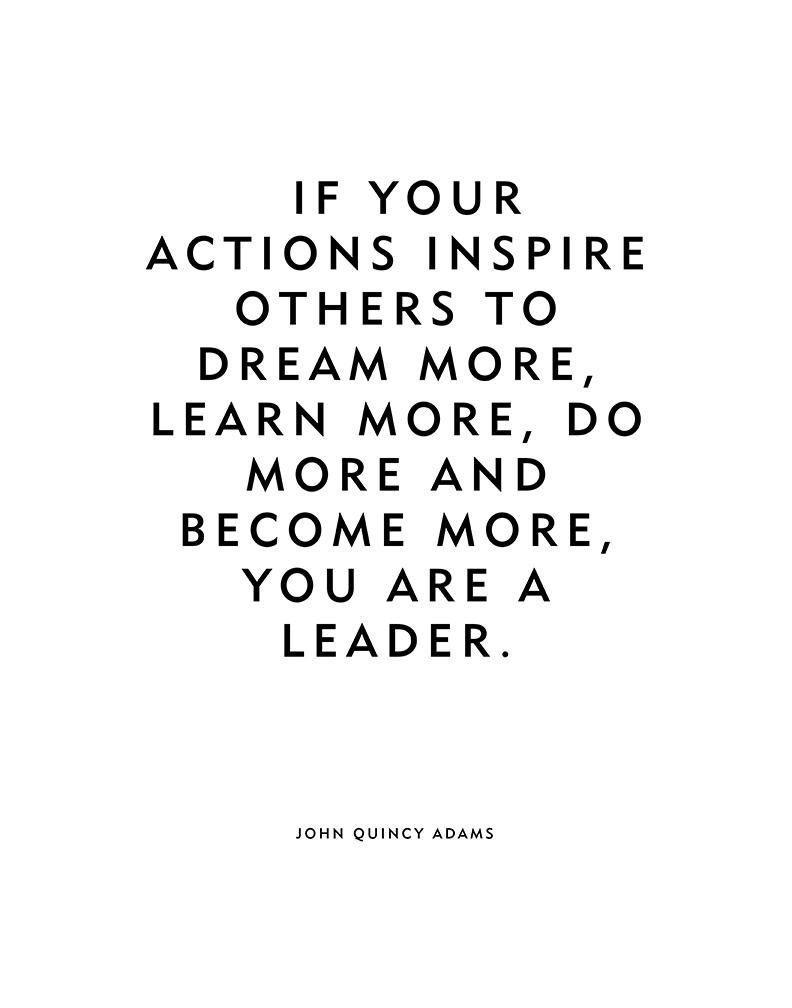 IF YOUR
ACTIONS INSPIRE
OTHERS TO
DREAM MORE,
LEARN MORE, DO
MORE AND
BECOME MORE,
YOU ARE A
LEADER.
JOHN QUINCY ADAMS